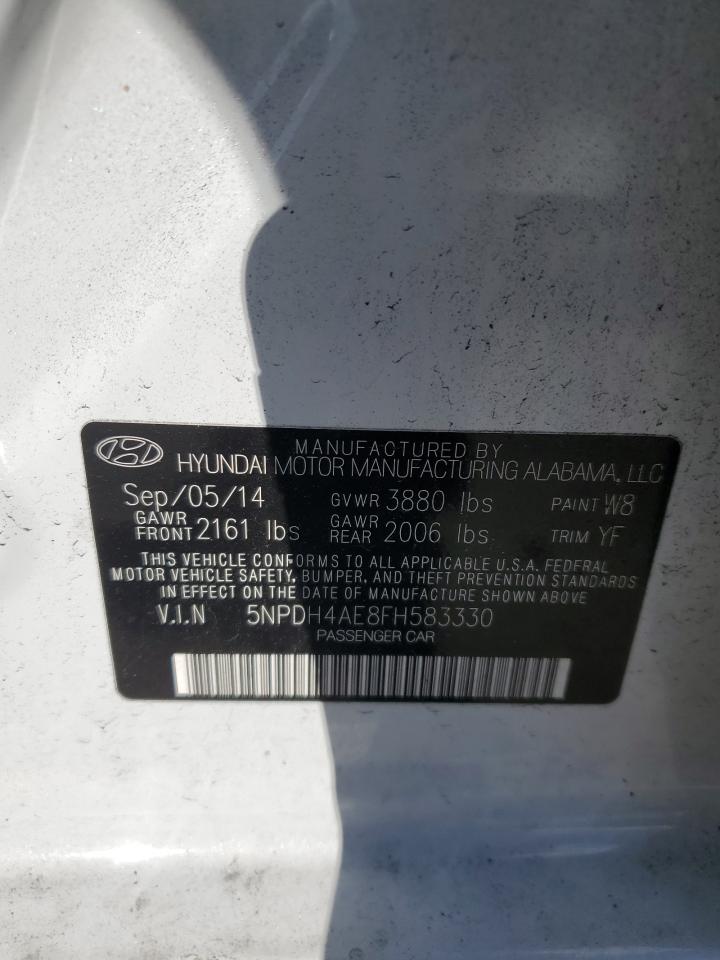 MANUFACTURED BY
HYUNDAI MOTOR MANUFACTURING ALABAMA, LLC
Sep/05/14 GVWR 3880 lbs PAINT W8
GAWR FRONT 2161 lbs GAWR REAR 2006 lbs TRIM YF
THIS VEHICLE CONFORMS TO ALL APPLICABLE U.S.A. FEDERAL
MOTOR VEHICLE SAFETY, BUMPER, AND THEFT PREVENTION STANDARDS
IN EFFECT ON THE DATE OF MANUFACTURE SHOWN ABOVE
V.I.N 5NPDH4AE8FH583330
PASSENGER CAR